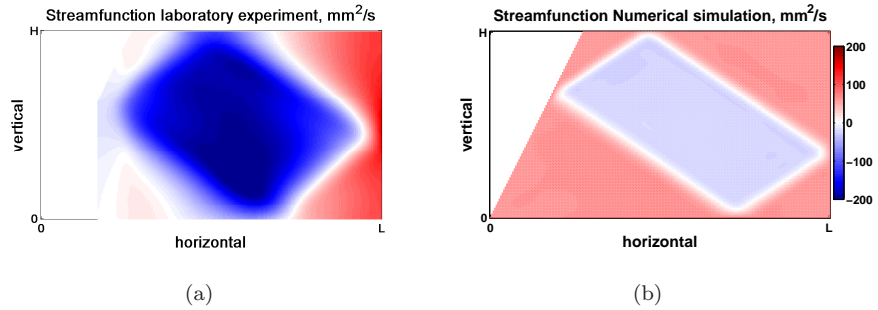 Streamfunction laboratory experiment, mm²/s
H
vertical
0
0
L
horizontal
(a)
Streamfunction Numerical simulation, mm²/s
H
vertical
0
0
L
horizontal
200
100
0
−100
−200
(b)